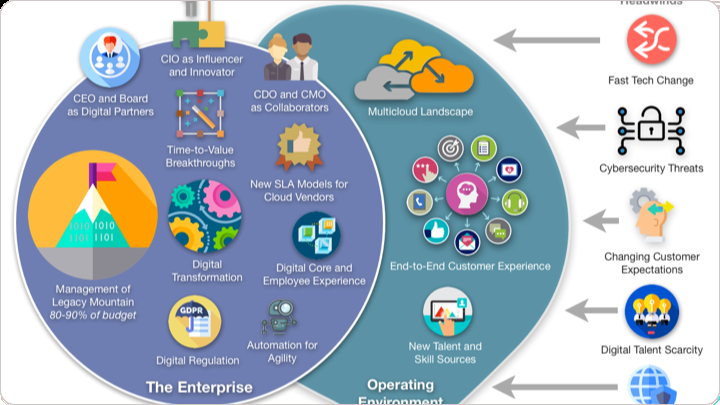 Headwinds
CIO as Influencer
and Innovator
CEO and Board
as Digital Partners
CDO and CMO
as Collaborators
Time-to-Value
Breakthroughs
New SLA Models for
Cloud Vendors
1010 1010
1101 1101
Digital
Transformation
Digital Core and
Employee Experience
Management of
Legacy Mountain
80-90% of budget
GDPR
Digital Regulation
Automation for
Agility
The Enterprise
Multicloud Landscape
End-to-End Customer Experience
New Talent and
Skill Sources
Operating
Environment
Fast Tech Change
Cybersecurity Threats
Changing Customer
Expectations
Digital Talent Scarcity